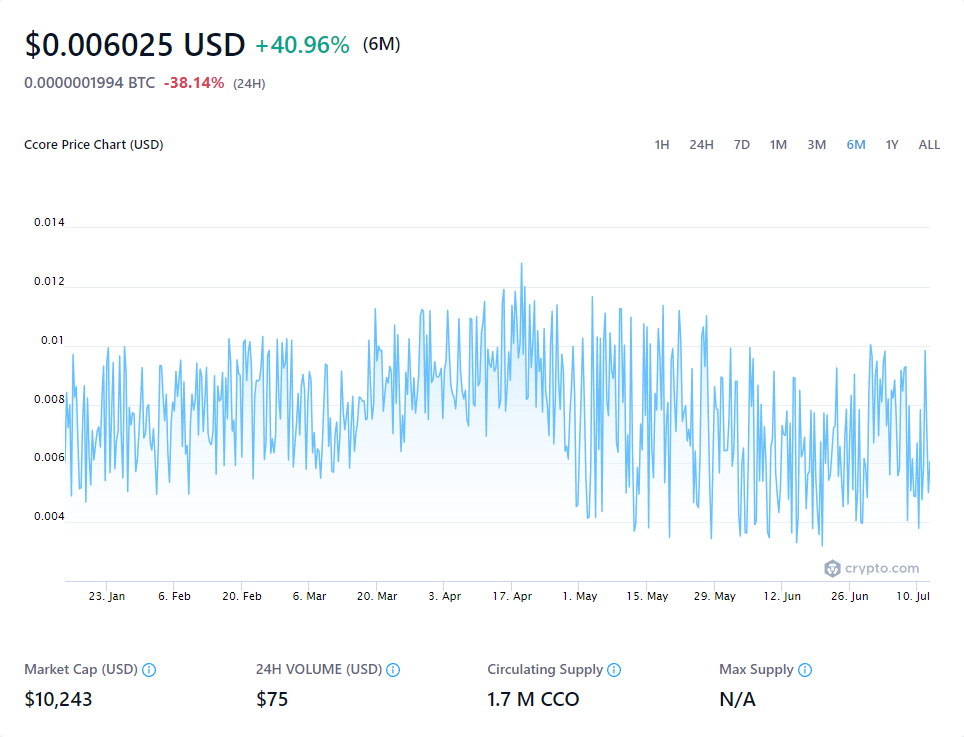 $0.006025 USD +40.96% (6M)
0.0000001994 BTC -38.14% (24H)
Ccore Price Chart (USD) 1H 24H 7D 1M 3M 6M 1Y ALL
0.014
0.012
0.01
0.008
0.006
0.004
crypto.com
23. Jan 6. Feb 20. Feb 6. Mar 20. Mar 3. Apr 17. Apr 1. May 15. May 29. May 12. Jun 26. Jun 10. Jul
Market Cap (USD) 24H VOLUME (USD) Circulating Supply Max Supply
$10,243 $75 1.7 M CCO N/A